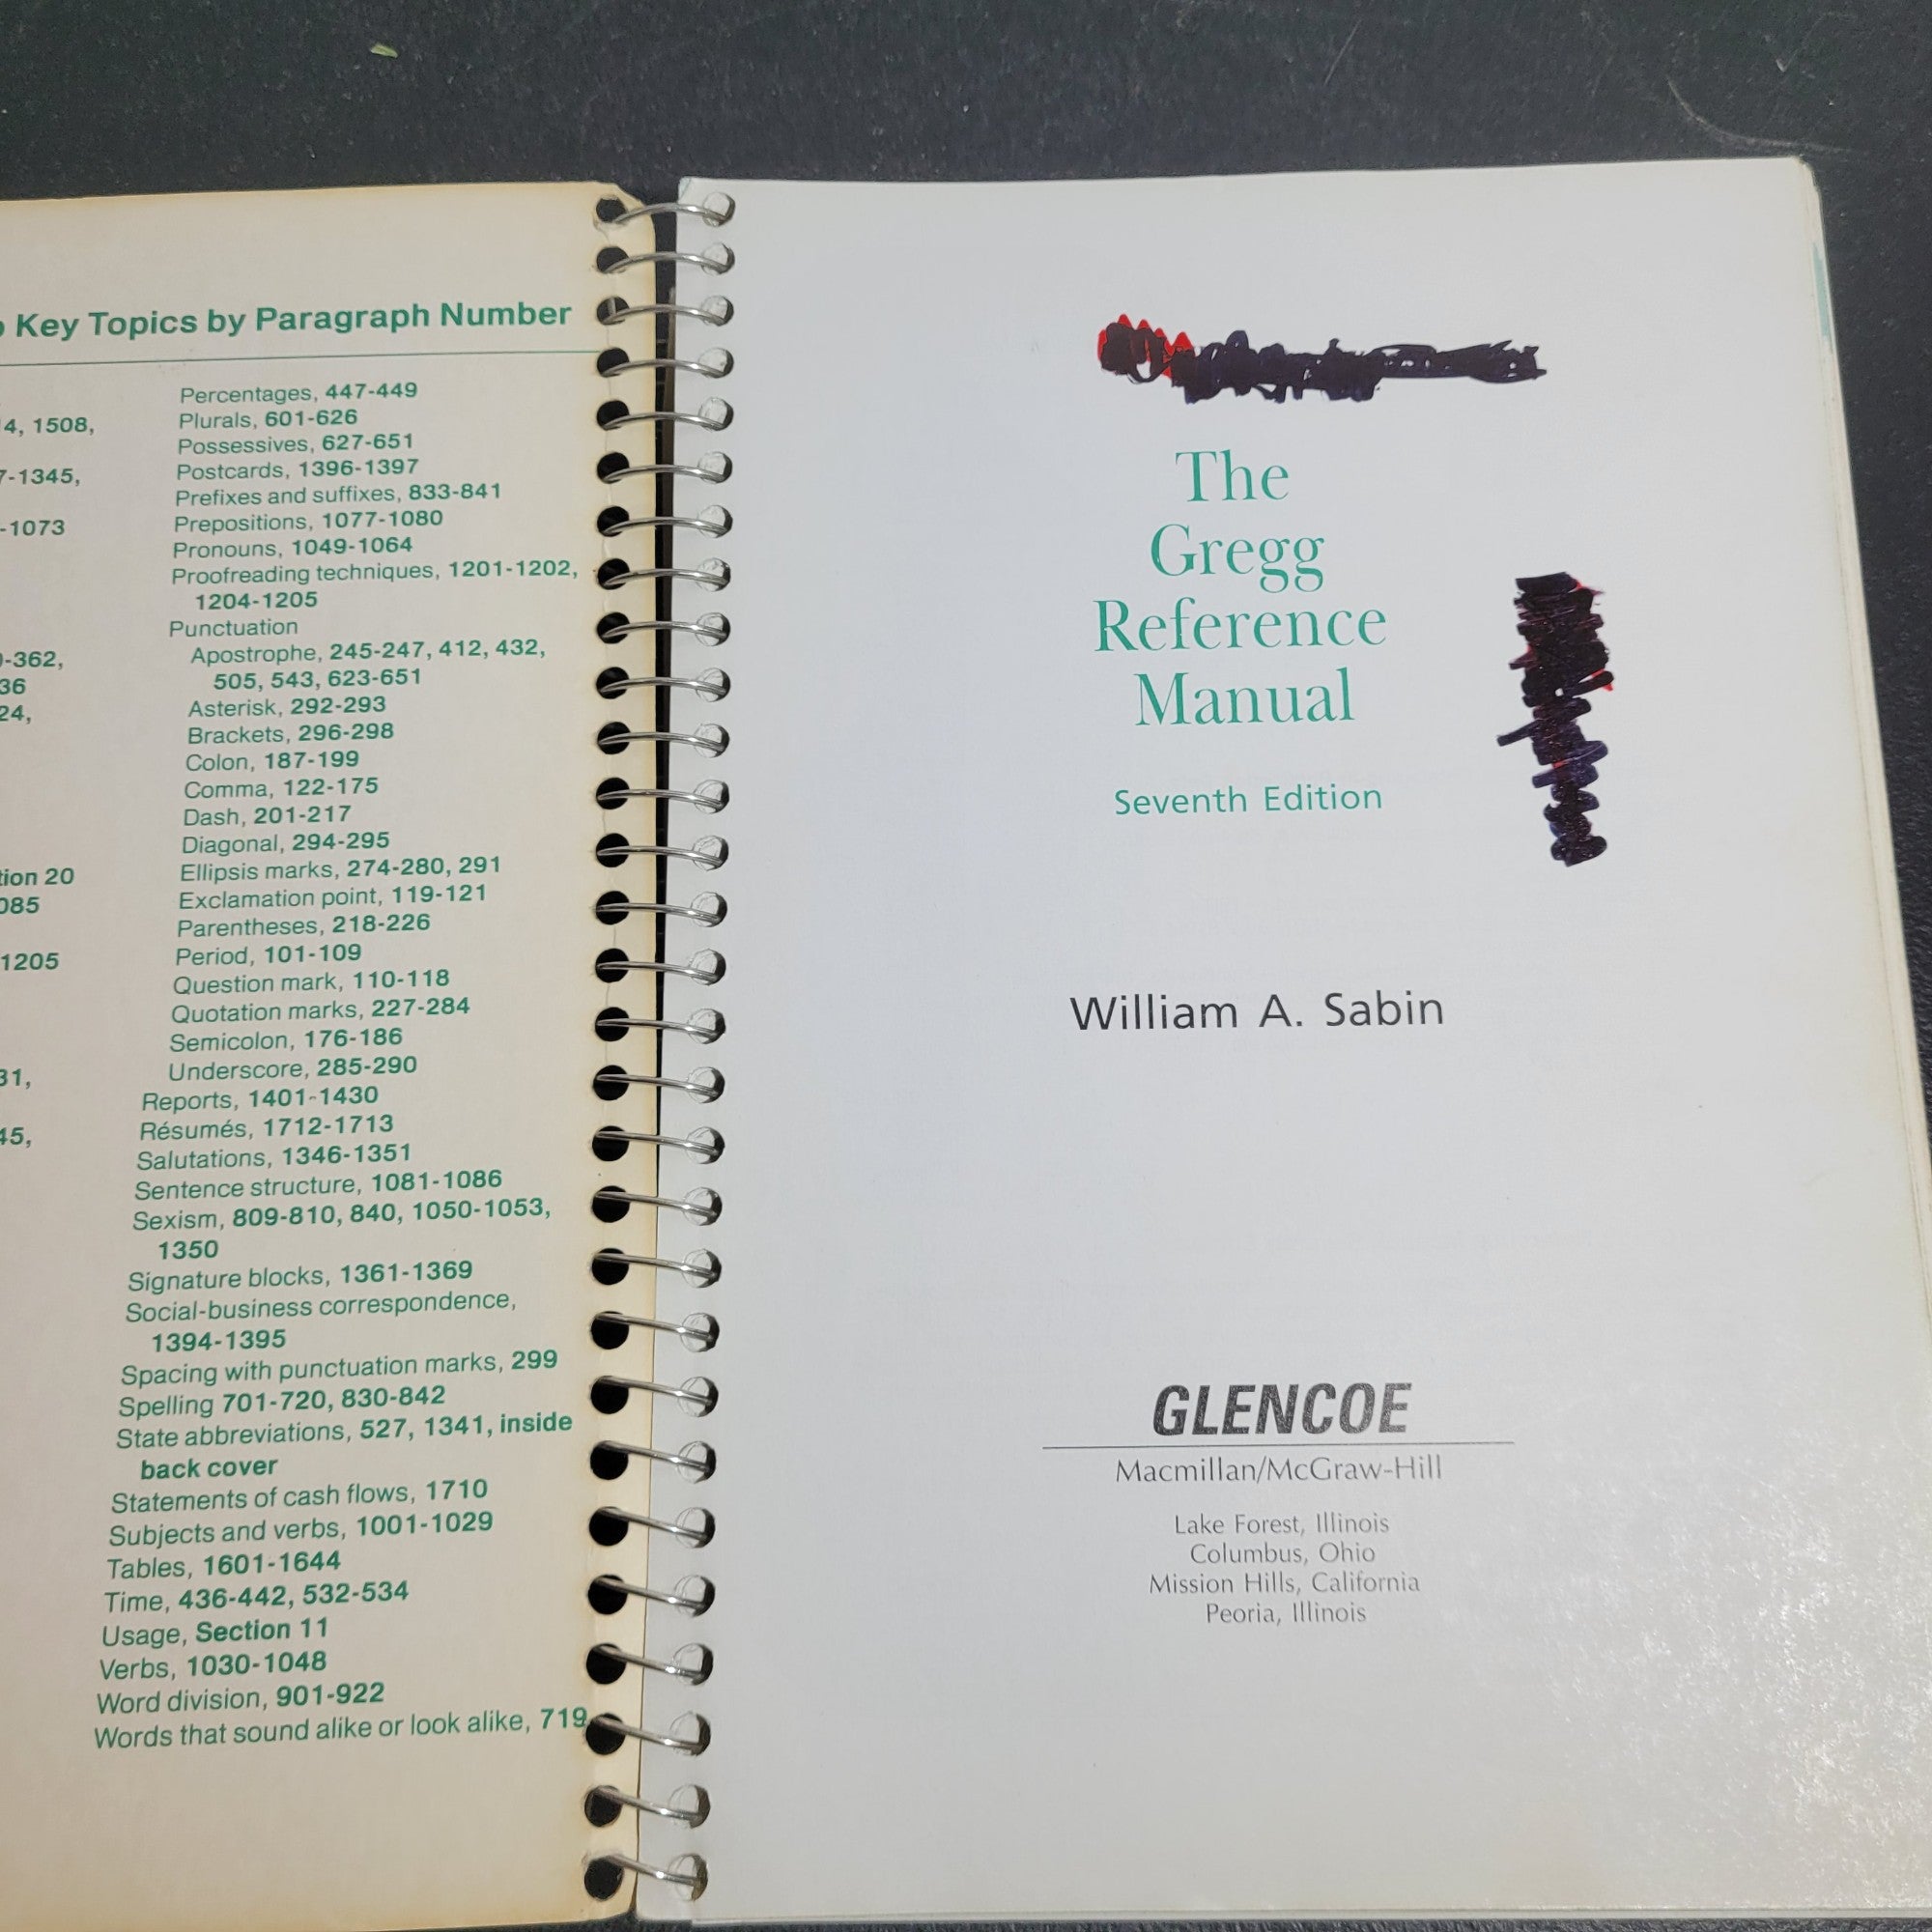 Key Topics by Paragraph Number
4, 1508,
7-1345,
-1073
-362,
36
24,
tion 20
085
1205
31,
45,
Percentages, 447-449
Plurals, 601-626
Possessives, 627-651
Postcards, 1396-1397
Prefixes and suffixes, 833-841
Prepositions, 1077-1080
Pronouns, 1049-1064
Proofreading techniques, 1201-1202,
1204-1205
Punctuation
Apostrophe, 245-247, 412, 432,
505, 543, 623-651
Asterisk, 292-293
Brackets, 296-298
Colon, 187-199
Comma, 122-175
Dash, 201-217
Diagonal, 294-295
Ellipsis marks, 274-280, 291
Exclamation point, 119-121
Parentheses, 218-226
Period, 101-109
Question mark, 110-118
Quotation marks, 227-284
Semicolon, 176-186
Underscore, 285-290
Reports, 1401-1430
Résumés, 1712-1713
Salutations, 1346-1351
Sentence structure, 1081-1086
Sexism, 809-810, 840, 1050-1053,
1350
Signature blocks, 1361-1369
Social-business correspondence,
1394-1395
Spacing with punctuation marks, 299
Spelling 701-720, 830-842
State abbreviations, 527, 1341, inside
back cover
Statements of cash flows, 1710
Subjects and verbs, 1001-1029
Tables, 1601-1644
Time, 436-442, 532-534
Usage, Section 11
Verbs, 1030-1048
Word division, 901-922
Words that sound alike or look alike, 719
The
Gregg
Reference
Manual
Seventh Edition
William A. Sabin
GLENCOE
Macmillan/McGraw-Hill
Lake Forest, Illinois
Columbus, Ohio
Mission Hills, California
Peoria, Illinois